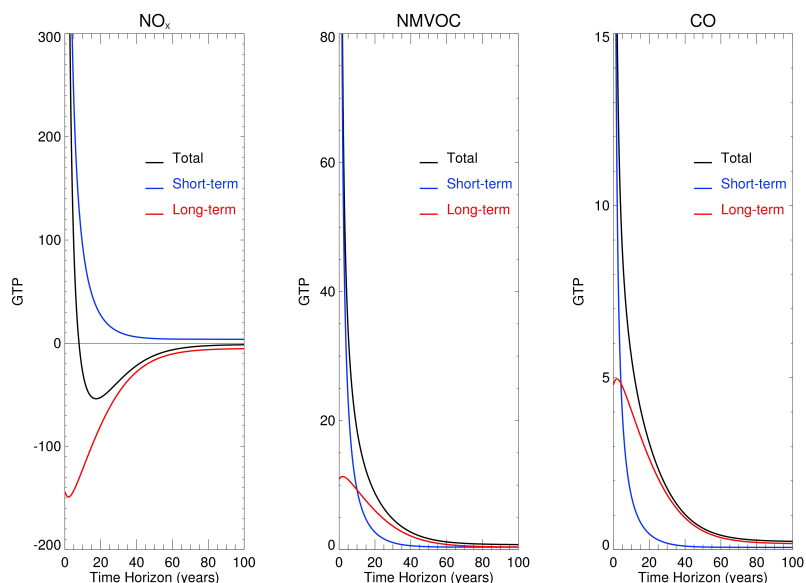 NOx
300
200
100
0
-100
-200
GTP
Total
Short-term
Long-term
0 20 40 60 80 100
Time Horizon (years)
NMVOC
80
60
40
20
0
GTP
Total
Short-term
Long-term
0 20 40 60 80 100
Time Horizon (years)
CO
15
10
5
0
GTP
Total
Short-term
Long-term
0 20 40 60 80 100
Time Horizon (years)